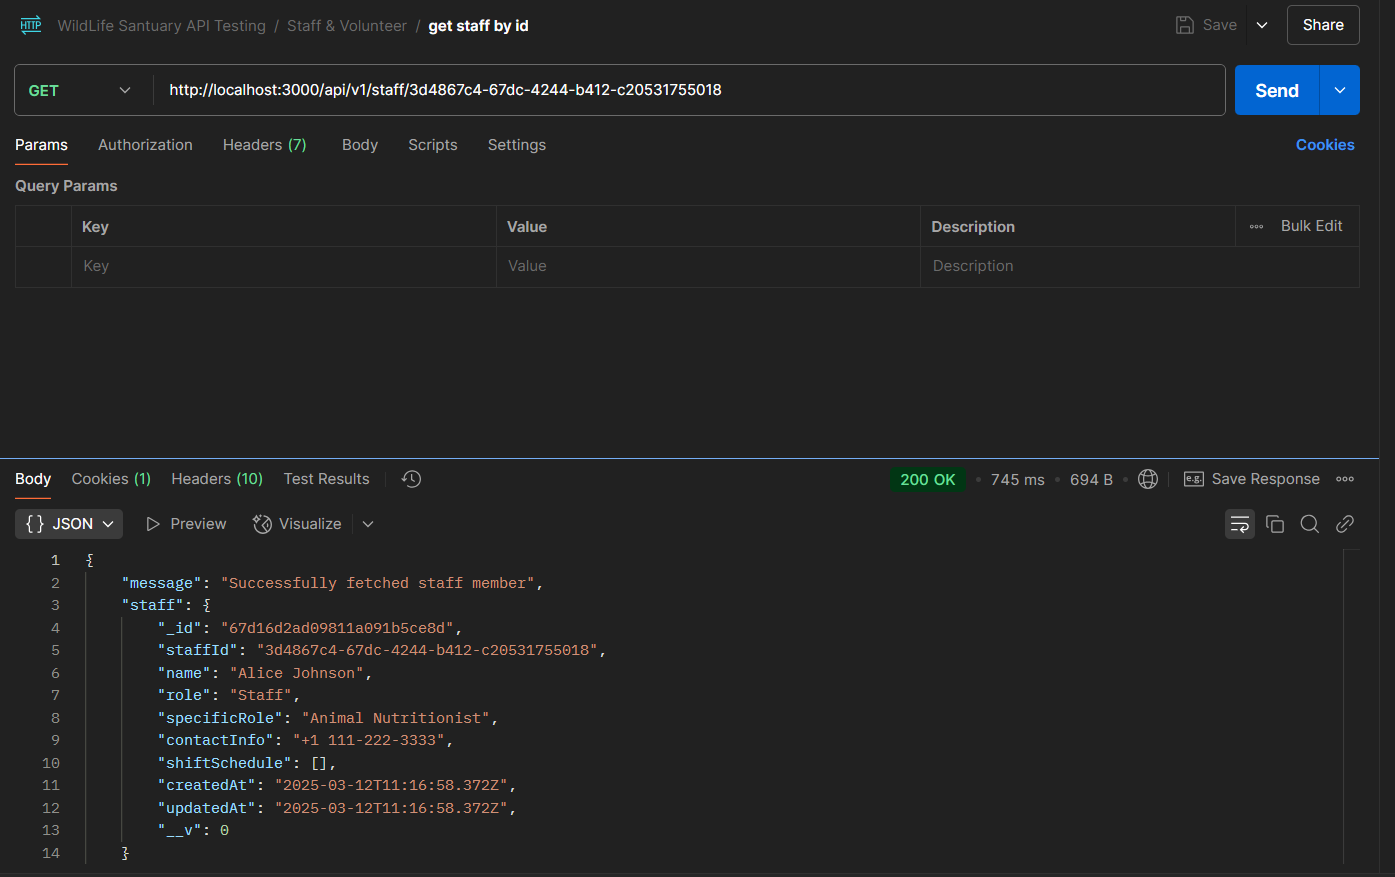 HTTP WildLife Santuary API Testing / Staff & Volunteer / get staff by id Save Share
GET http://localhost:3000/api/v1/staff/3d4867c4-67dc-4244-b412-c20531755018 Send
Params Authorization Headers (7) Body Scripts Settings Cookies
Query Params
Key Value Description Bulk Edit
Key Value Description
Body Cookies (1) Headers (10) Test Results 200 OK 745 ms 694 B e.g. Save Response
{} JSON Preview Visualize
1 {
2 "message": "Successfully fetched staff member",
3 "staff": {
4 "_id": "67d16d2ad09811a091b5ce8d",
5 "staffId": "3d4867c4-67dc-4244-b412-c20531755018",
6 "name": "Alice Johnson",
7 "role": "Staff",
8 "specificRole": "Animal Nutritionist",
9 "contactInfo": "+1 111-222-3333",
10 "shiftSchedule": [],
11 "createdAt": "2025-03-12T11:16:58.372Z",
12 "updatedAt": "2025-03-12T11:16:58.372Z",
13 "__v": 0
14 }